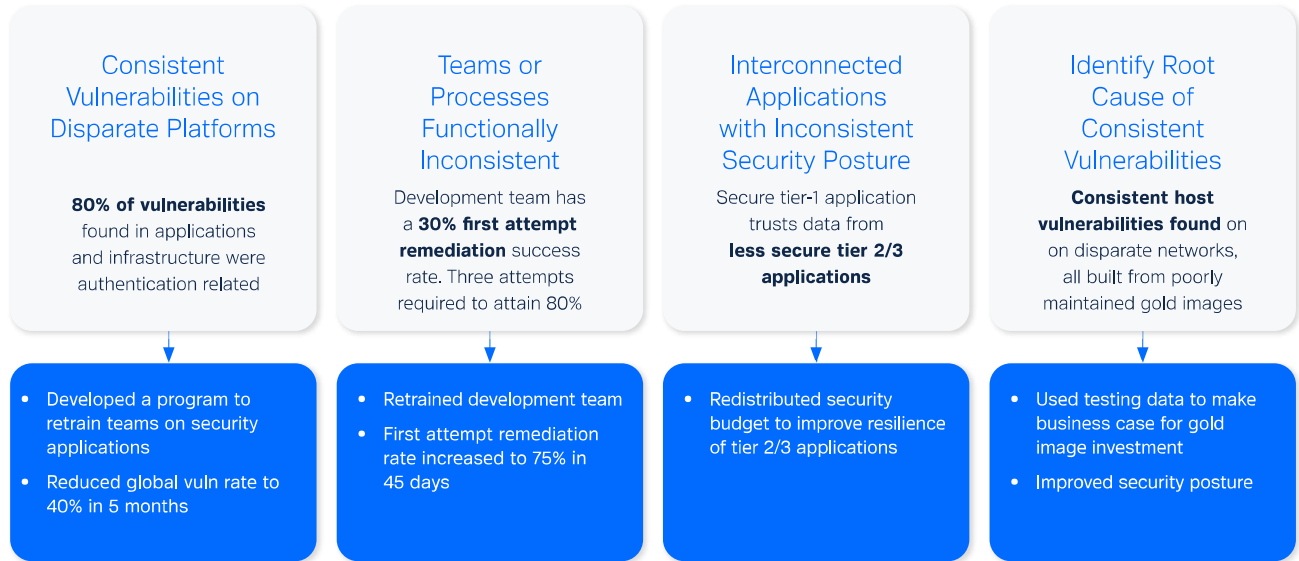 Consistent
Vulnerabilities on
Disparate Platforms
80% of vulnerabilities
found in applications
and infrastructure were
authentication related
Teams or
Processes
Functionally
Inconsistent
Development team has
a 30% first attempt
remediation success
rate. Three attempts
required to attain 80%
Interconnected
Applications
with Inconsistent
Security Posture
Secure tier-1 application
trusts data from
less secure tier 2/3
applications
Identify Root
Cause of
Consistent
Vulnerabilities
Consistent host
vulnerabilities found on
on disparate networks,
all built from poorly
maintained gold images
• Developed a program to
retrain teams on security
applications
• Reduced global vuln rate to
40% in 5 months
• Retrained development team
• First attempt remediation
rate increased to 75% in
45 days
• Redistributed security
budget to improve resilience
of tier 2/3 applications
• Used testing data to make
business case for gold
image investment
• Improved security posture